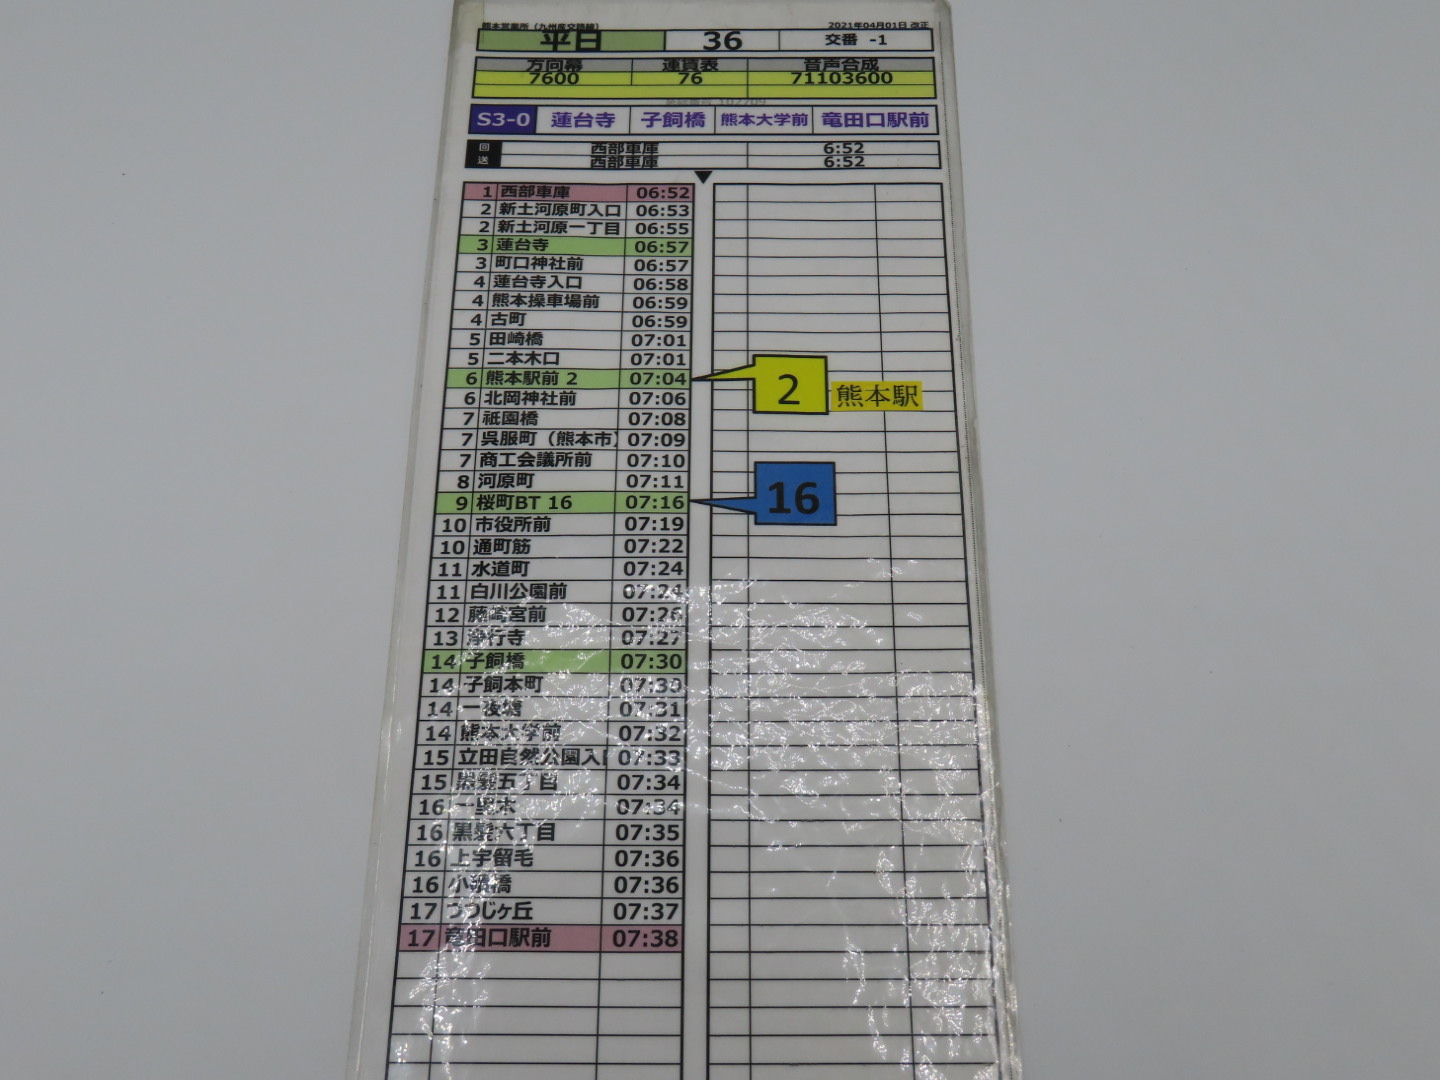 熊本営業所（九州産交路線） 2021年04月01日 改正
平日 36 交番 -1
方向幕 運賃表 音声合成
7600 76 71103600
S3-0 蓮台寺 子飼橋 熊本大学前 竜田口駅前
回送 西部車庫 6:52
西部車庫 6:52
1 西部車庫 06:52
2 新土河原町入口 06:53
2 新土河原一丁目 06:55
3 蓮台寺 06:57
3 町口神社前 06:57
4 蓮台寺入口 06:58
4 熊本操車場前 06:59
4 古町 06:59
5 田崎橋 07:01
5 二本木口 07:01
6 熊本駅前 2 07:04
2 熊本駅
6 北岡神社前 07:06
7 祇園橋 07:08
7 呉服町（熊本市） 07:09
7 商工会議所前 07:10
8 河原町 07:11
9 桜町BT 16 07:16
16
10 市役所前 07:19
10 通町筋 07:22
11 水道町 07:24
11 白川公園前 07:24
12 藤崎宮前 07:26
13 浄行寺 07:27
14 子飼橋 07:30
14 子飼本町 07:30
14 一夜塘 07:31
14 熊本大学前 07:32
15 立田自然公園入口 07:33
15 黒髪五丁目 07:34
16 一里木 07:34
16 黒髪六丁目 07:35
16 上宇留毛 07:36
16 小磧橋 07:36
17 つつじヶ丘 07:37
17 竜田口駅前 07:38